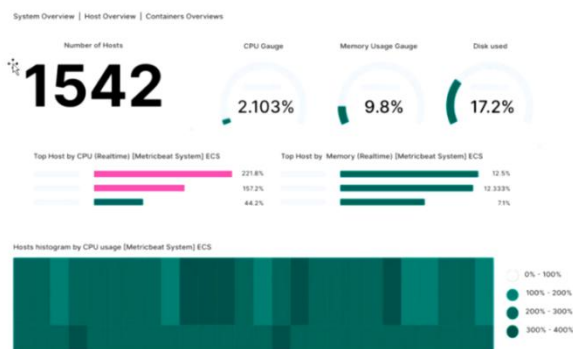 System Overview | Host Overview | Containers Overviews
Number of Hosts
CPU Gauge
Memory Usage Gauge
Disk used
1542
2.103%
9.8%
17.2%
Top Host by CPU (Realtime) [Metricbeat System] ECS
221.8%
157.2%
44.2%
Top Host by Memory (Realtime) [Metricbeat System] ECS
12.5%
12.333%
7.1%
Hosts histogram by CPU usage [Metricbeat System] ECS
0% - 100%
100% - 200%
200% - 300%
300% - 400%